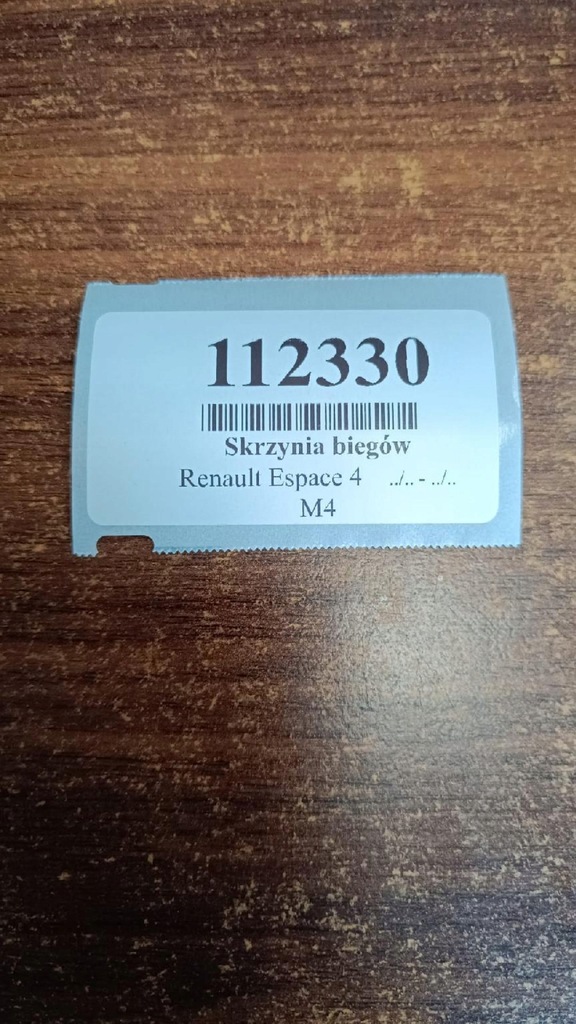 112330
Skrzynia biegów
Renault Espace 4 ../.. - ../..
M4